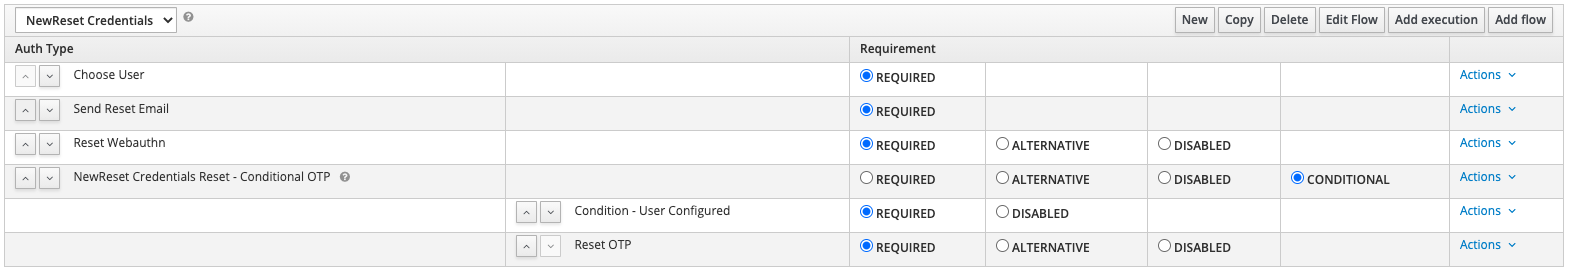 NewReset Credentials
New Copy Delete Edit Flow Add execution Add flow
Auth Type Requirement
Choose User REQUIRED Actions
Send Reset Email REQUIRED Actions
Reset Webauthn REQUIRED ALTERNATIVE DISABLED Actions
NewReset Credentials Reset - Conditional OTP REQUIRED ALTERNATIVE DISABLED CONDITIONAL Actions
Condition - User Configured REQUIRED DISABLED Actions
Reset OTP REQUIRED ALTERNATIVE DISABLED Actions